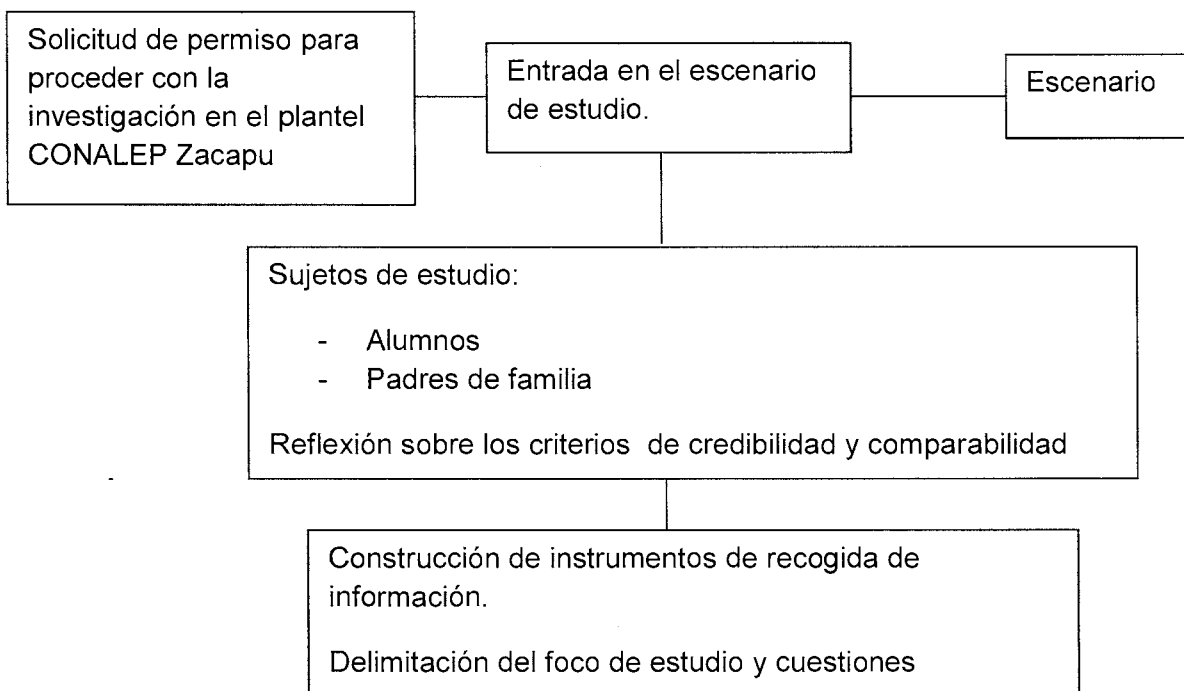 Solicitud de permiso para
proceder con la
investigación en el plantel
CONALEP Zacapu
Entrada en el escenario
de estudio.
Escenario
Sujetos de estudio:
- Alumnos
- Padres de familia
Reflexión sobre los criterios de credibilidad y comparabilidad
Construcción de instrumentos de recogida de
información.
Delimitación del foco de estudio y cuestiones